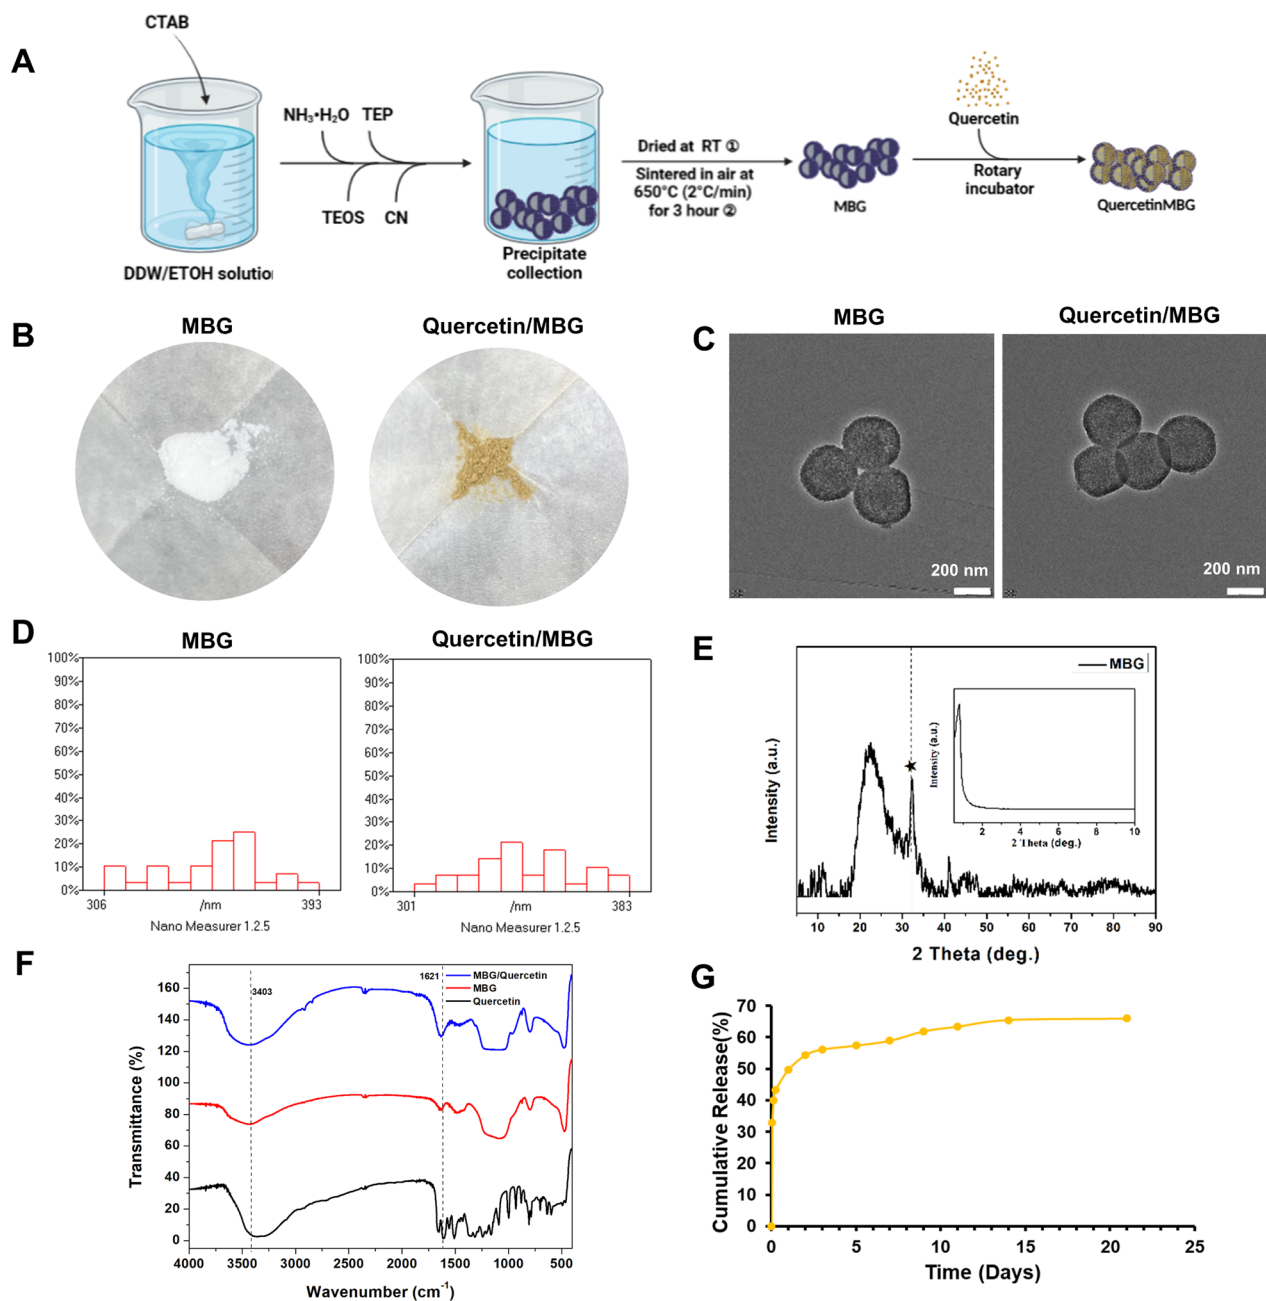 A
CTAB
NH₃•H₂O TEP
TEOS CN
DDW/ETOH solutio
Precipitate
collection
Dried at RT ①
Sintered in air at
650°C (2°C/min)
for 3 hour ②
MBG
Quercetin
Rotary
incubator
QuercetinMBG
B
MBG
Quercetin/MBG
C
MBG
Quercetin/MBG
200 nm
200 nm
D
MBG
100%
90%
80%
70%
60%
50%
40%
30%
20%
10%
0%
306 /nm 393
Nano Measurer 1.2.5
Quercetin/MBG
100%
90%
80%
70%
60%
50%
40%
30%
20%
10%
0%
301 /nm 383
Nano Measurer 1.2.5
E
MBG
Intensity (a.u.)
10 20 30 40 50 60 70 80 90
2 Theta (deg.)
Intensity (a.u.)
2 4 6 8 10
2 Theta (deg.)
F
3403
1621
MBG/Quercetin
MBG
Quercetin
Transmittance (%)
160
140
120
100
80
60
40
20
0
4000 3500 3000 2500 2000 1500 1000 500
Wavenumber (cm⁻¹)
G
Cumulative Release(%)
70
60
50
40
30
20
10
0
0 5 10 15 20 25
Time (Days)